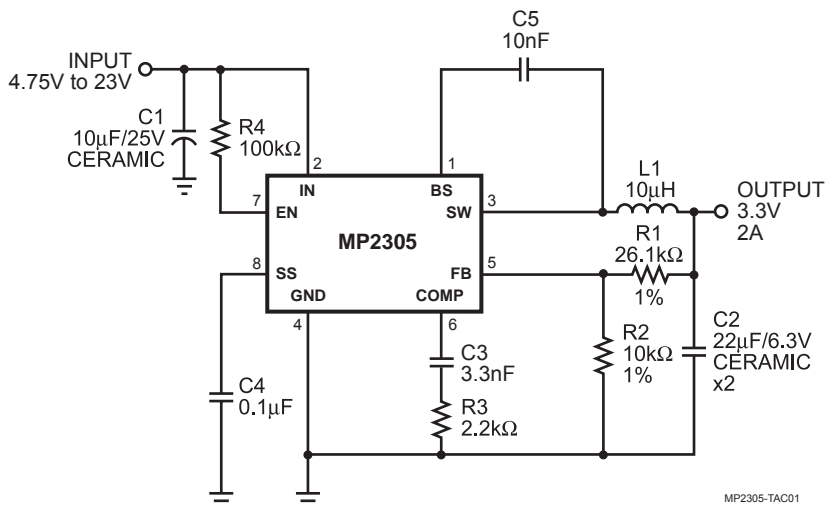 C5
10nF
INPUT
4.75V to 23V
C1
10µF/25V
CERAMIC
R4
100kΩ
2
IN
1
BS
7
EN
SW
3
L1
10µH
OUTPUT
3.3V
2A
MP2305
R1
26.1kΩ
1%
8
SS
FB
5
GND
COMP
4
6
C3
3.3nF
R2
10kΩ
1%
C2
22µF/6.3V
CERAMIC
x2
C4
0.1µF
R3
2.2kΩ
MP2305-TAC01